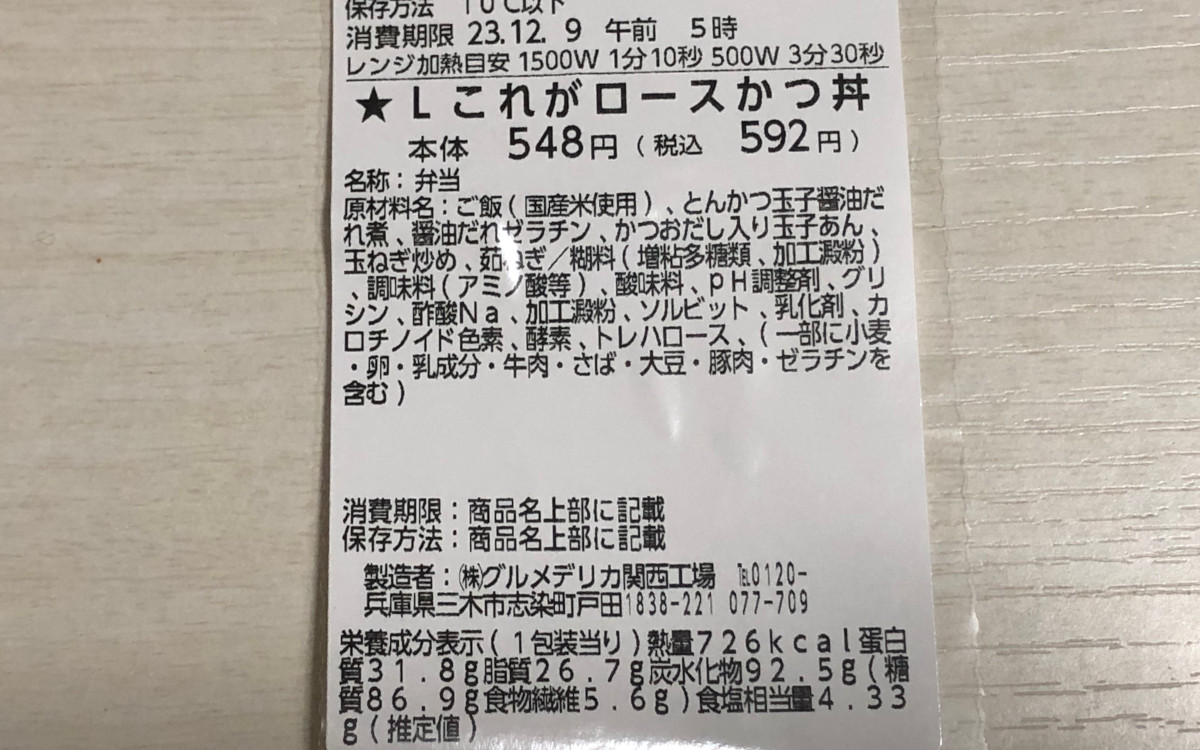 保存方法 10℃以下
消費期限 23.12. 9 午前 5時
レンジ加熱目安 1500W 1分10秒 500W 3分30秒
★Lこれがロースかつ丼
本体 548円(税込 592円)
名称:弁当
原材料名:ご飯(国産米使用)、とんかつ玉子醤油だ
れ煮、醤油だれゼラチン、かつおだし入り玉子あん、
玉ねぎ炒め、茹ねぎ/糊料(増粘多糖類、加工澱粉)
、調味料(アミノ酸等)、酸味料、pH調整剤、グリ
シン、酢酸Na、加工澱粉、ソルビット、乳化剤、カ
ロチノイド色素、酵素、トレハロース、(一部に小麦
・卵・乳成分・牛肉・さば・大豆・豚肉・ゼラチンを
含む)
消費期限:商品名上部に記載
保存方法:商品名上部に記載
製造者:㈱グルメデリカ関西工場 ℡0120-
兵庫県三木市志染町戸田1838-221 077-709
栄養成分表示(1包装当り)熱量726kcal蛋白
質31.8g脂質26.7g炭水化物92.5g(糖
質86.9g食物繊維5.6g)食塩相当量4.33
g(推定値)